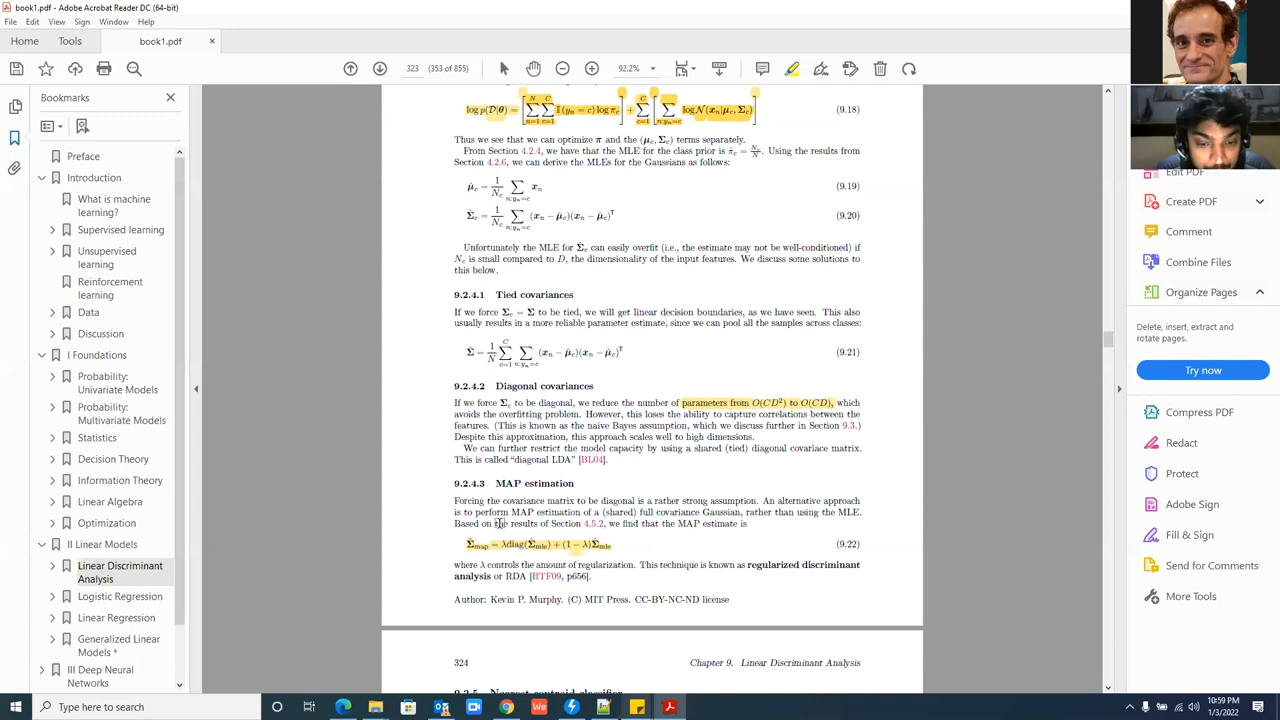 book1.pdf - Adobe Acrobat Reader DC (64-bit)
File Edit View Sign Window Help
Home Tools book1.pdf ×
323 (353 of 855) 92.2%
Bookmarks
Preface
Introduction
What is machine
learning?
Supervised learning
Unsupervised
learning
Reinforcement
learning
Data
Discussion
I Foundations
Probability:
Univariate Models
Probability:
Multivariate Models
Statistics
Decision Theory
Information Theory
Linear Algebra
Optimization
II Linear Models
Linear Discriminant
Analysis
Logistic Regression
Linear Regression
Generalized Linear
Models *
III Deep Neural
Networks
log p(D|θ) = [∑_{n=1}^{N} ∑_{c=1}^{C} 𝕀(y_n = c) log π_c] + ∑_{c=1}^{C} [∑_{n:y_n=c} log N(x_n|μ_c, Σ_c)] (9.18)
Thus we see that we can optimize π and the (μ_c, Σ_c) terms separately.
From Section 4.2.4, we have that the MLE for the class prior is π̂_c = N_c/N. Using the results from
Section 4.2.6, we can derive the MLEs for the Gaussians as follows:
μ̂_c = 1/N_c ∑_{n:y_n=c} x_n (9.19)
Σ̂_c = 1/N_c ∑_{n:y_n=c} (x_n − μ̂_c)(x_n − μ̂_c)^T (9.20)
Unfortunately the MLE for Σ̂_c can easily overfit (i.e., the estimate may not be well-conditioned) if
N_c is small compared to D, the dimensionality of the input features. We discuss some solutions to
this below.
9.2.4.1 Tied covariances
If we force Σ_c = Σ to be tied, we will get linear decision boundaries, as we have seen. This also
usually results in a more reliable parameter estimate, since we can pool all the samples across classes:
Σ̂ = 1/N ∑_{c=1}^{C} ∑_{n:y_n=c} (x_n − μ̂_c)(x_n − μ̂_c)^T (9.21)
9.2.4.2 Diagonal covariances
If we force Σ_c to be diagonal, we reduce the number of parameters from O(CD²) to O(CD), which
avoids the overfitting problem. However, this loses the ability to capture correlations between the
features. (This is known as the naive Bayes assumption, which we discuss further in Section 9.3.)
Despite this approximation, this approach scales well to high dimensions.
We can further restrict the model capacity by using a shared (tied) diagonal covariace matrix.
This is called “diagonal LDA” [BL04].
9.2.4.3 MAP estimation
Forcing the covariance matrix to be diagonal is a rather strong assumption. An alternative approach
is to perform MAP estimation of a (shared) full covariance Gaussian, rather than using the MLE.
Based on the results of Section 4.5.2, we find that the MAP estimate is
Σ̂_map = λdiag(Σ̂_mle) + (1 − λ)Σ̂_mle (9.22)
where λ controls the amount of regularization. This technique is known as regularized discriminant
analysis or RDA [HTF09, p656].
Author: Kevin P. Murphy. (C) MIT Press. CC-BY-NC-ND license
324 Chapter 9. Linear Discriminant Analysis
9.2.5 Nearest centroid classifier
Edit PDF
Create PDF
Comment
Combine Files
Organize Pages
Delete, insert, extract and
rotate pages.
Try now
Compress PDF
Redact
Protect
Adobe Sign
Fill & Sign
Send for Comments
More Tools
Type here to search
We
10:59 PM
1/3/2022